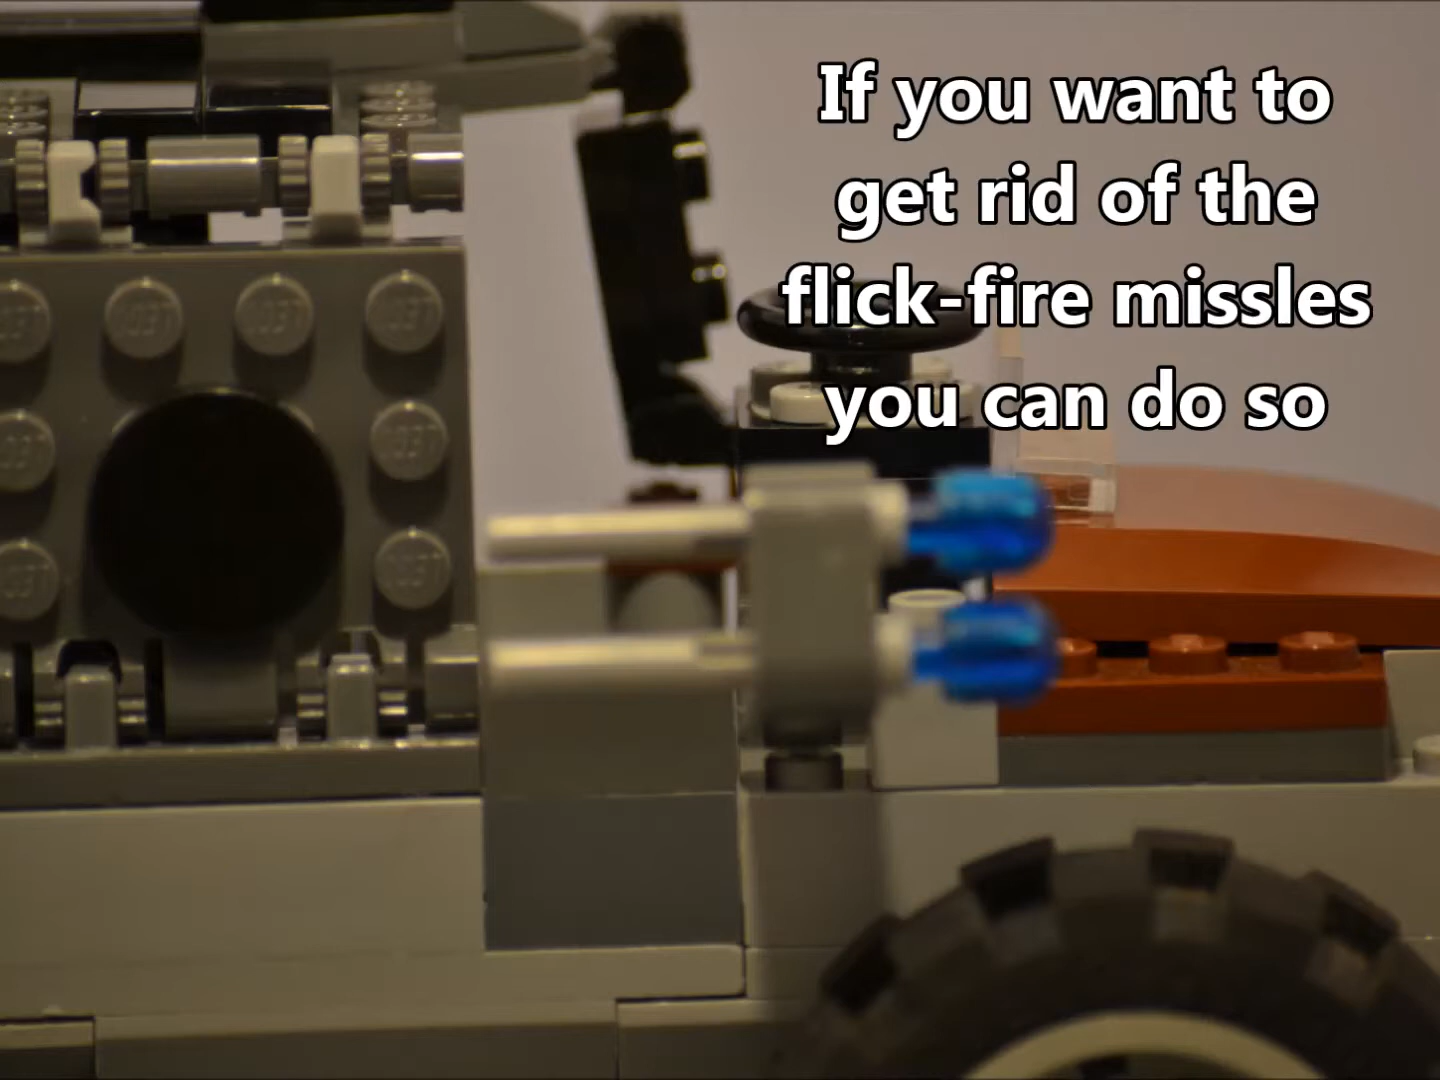 If you want to
get rid of the
flick-fire missles
you can do so